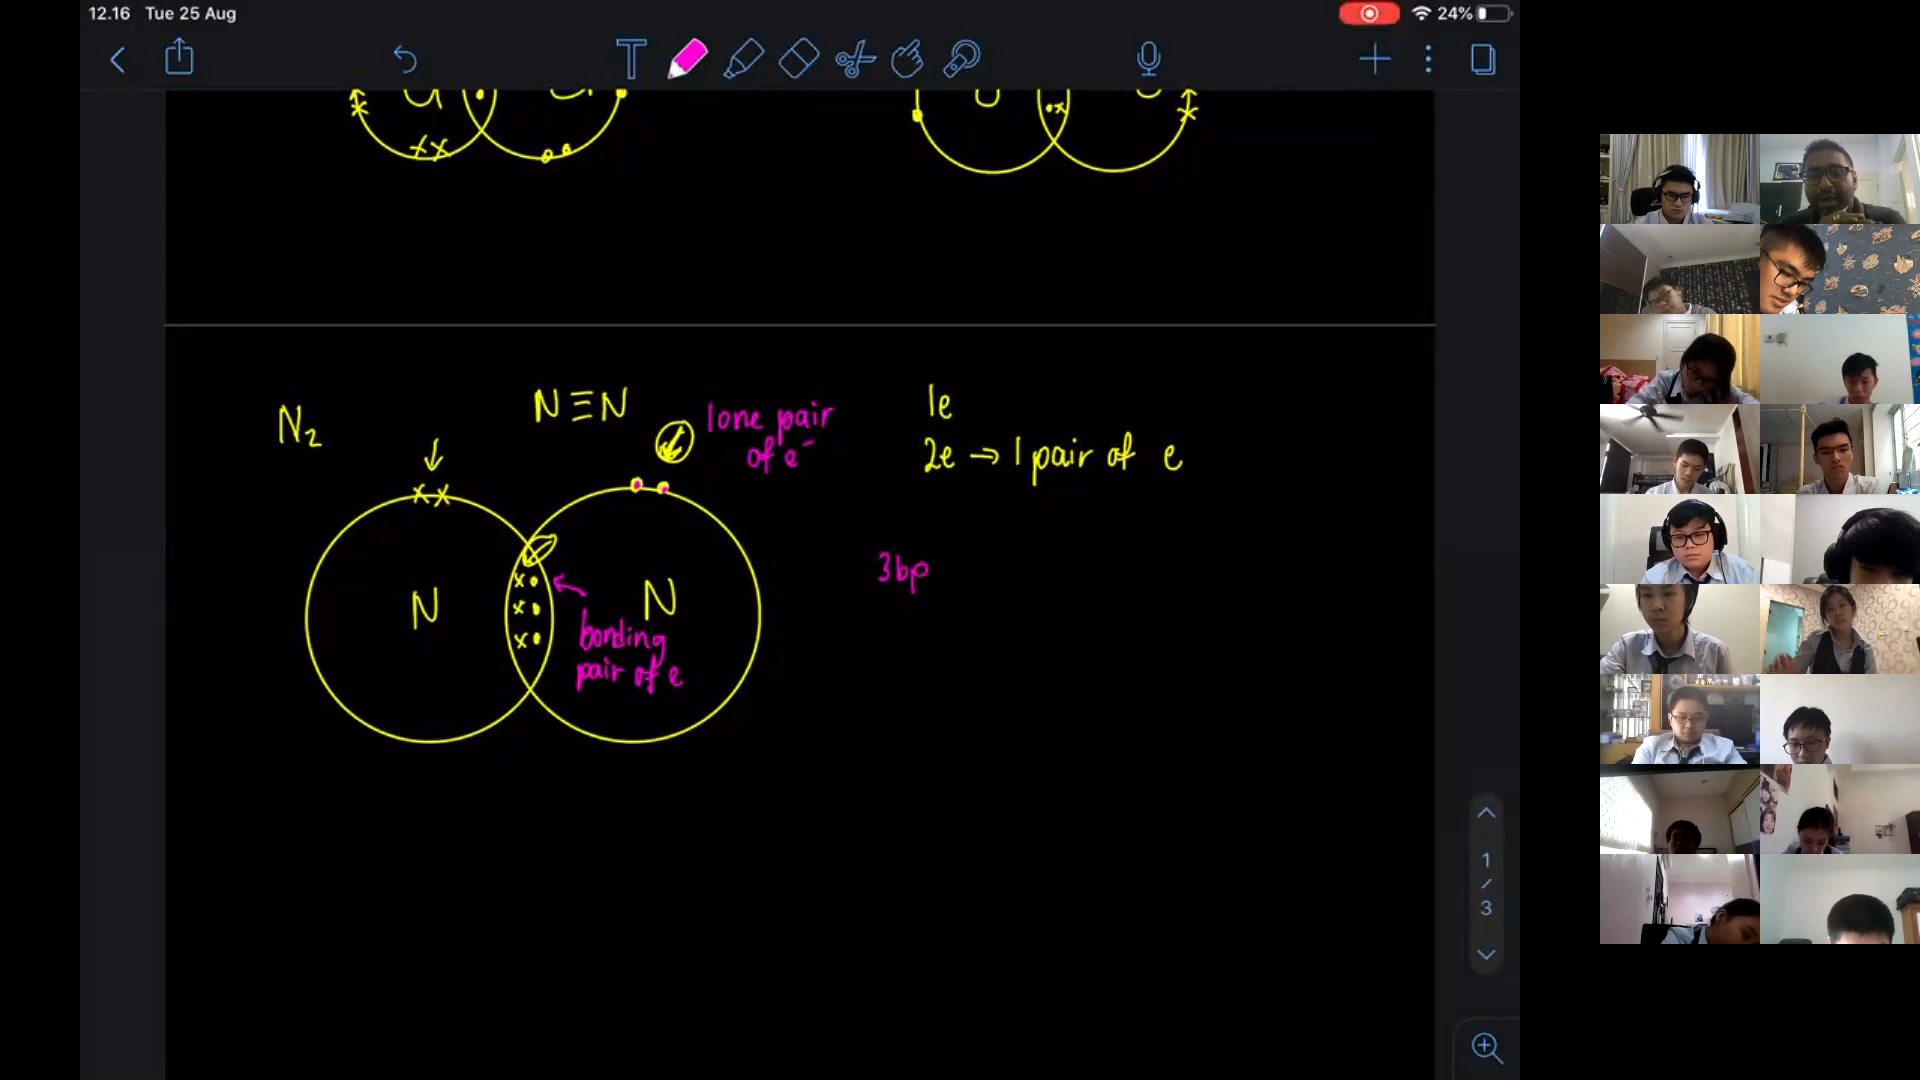 12.16 Tue 25 Aug
24%
T
N₂
N≡N
lone pair
of e⁻
1e
2e → 1 pair of e
xx
N
N
x•
x•
x•
bonding
pair of e
3bp
1
/
3